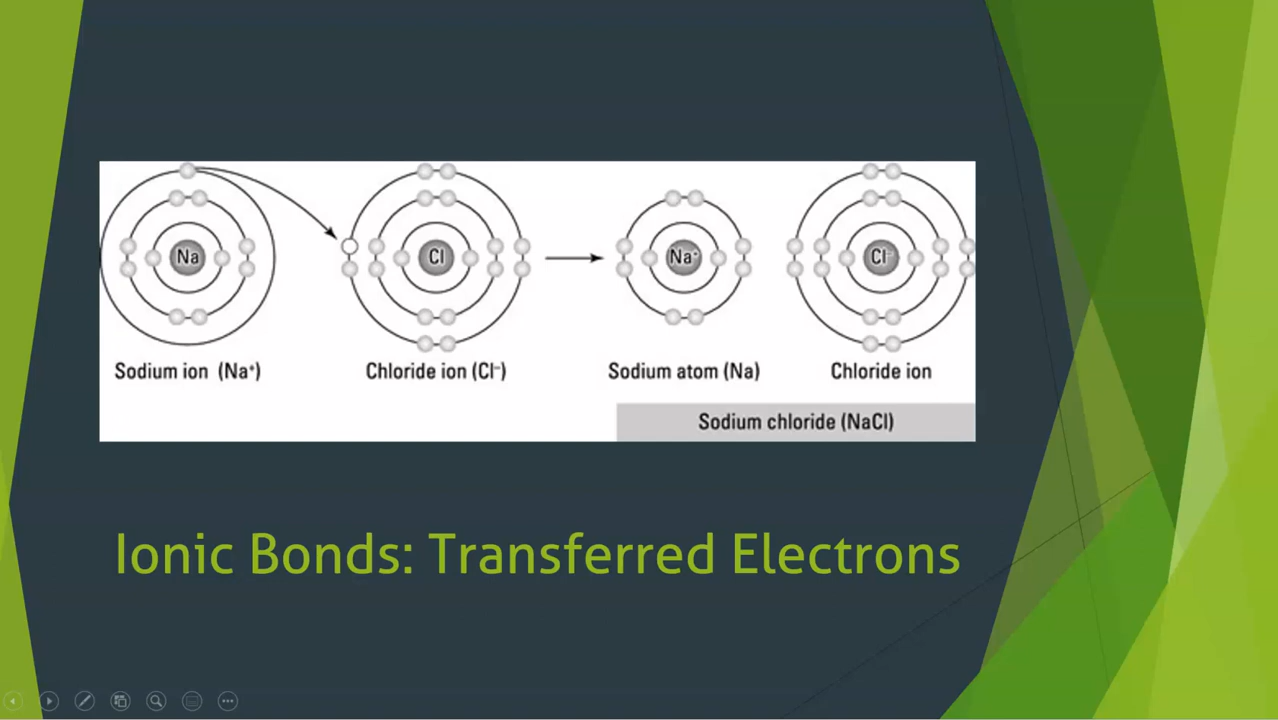 Na
Cl
Na⁺
Cl⁻
Sodium ion (Na⁺)
Chloride ion (Cl⁻)
Sodium atom (Na)
Chloride ion
Sodium chloride (NaCl)
Ionic Bonds: Transferred Electrons